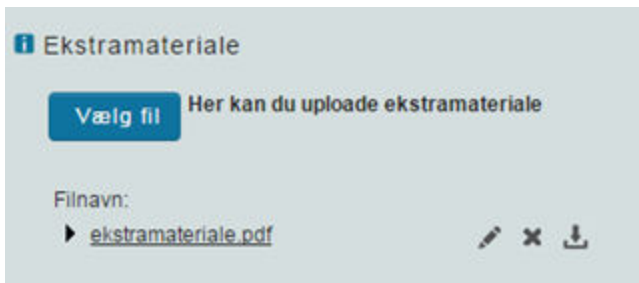 Ekstramateriale
Vælg fil
Her kan du uploade ekstramateriale
Filnavn:
ekstramateriale.pdf